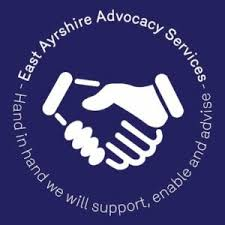 - East Ayrshire Advocacy Services -
Hand in hand we will support, enable and advise